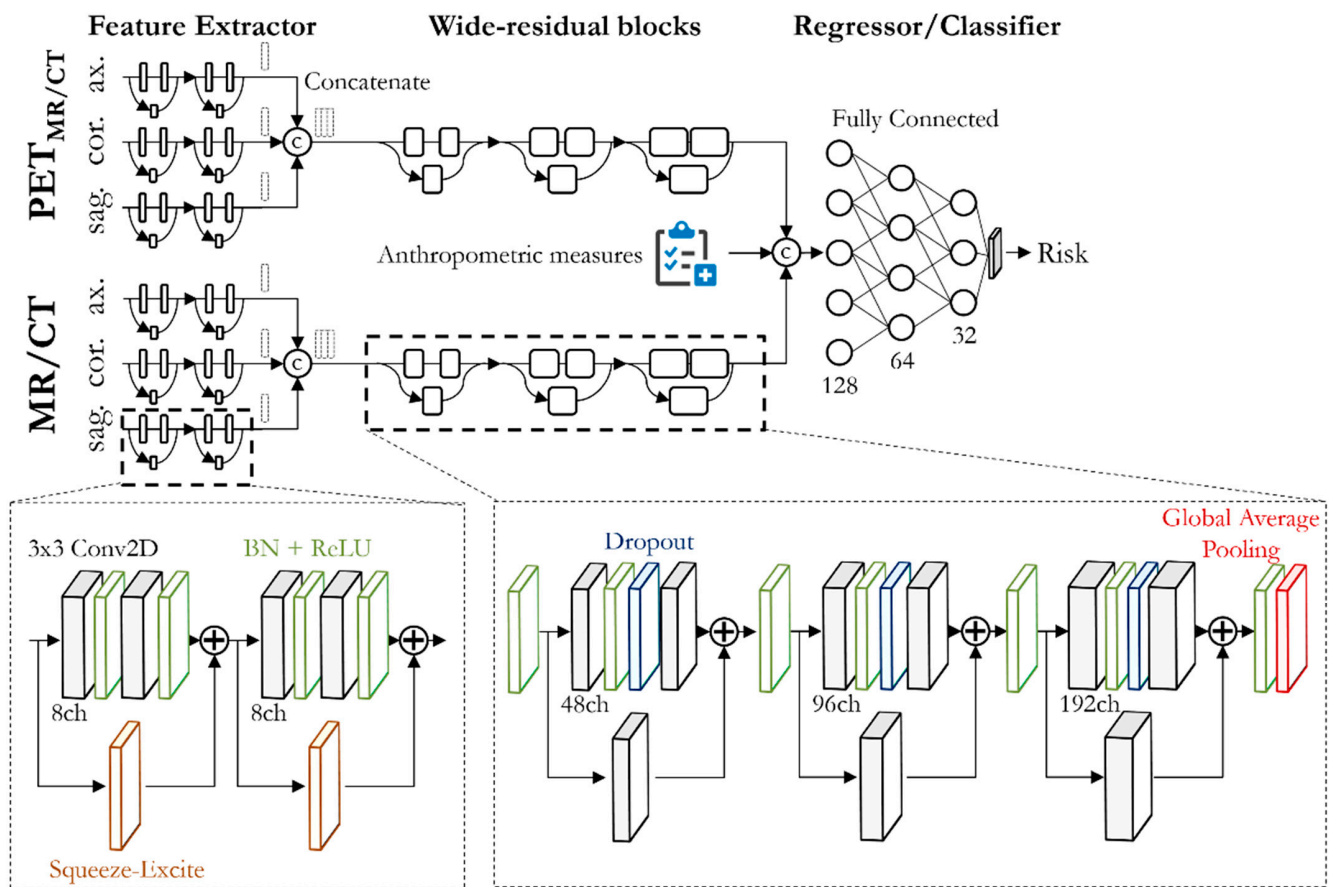 Feature Extractor
Wide-residual blocks
Regressor/Classifier
PET MR/CT
ax.
cor.
sag.
Concatenate
c
Fully Connected
Anthropometric measures
c
Risk
MR/CT
ax.
cor.
sag.
c
128
64
32
3x3 Conv2D
BN + ReLU
8ch
8ch
Squeeze-Excite
Dropout
Global Average
Pooling
48ch
96ch
192ch